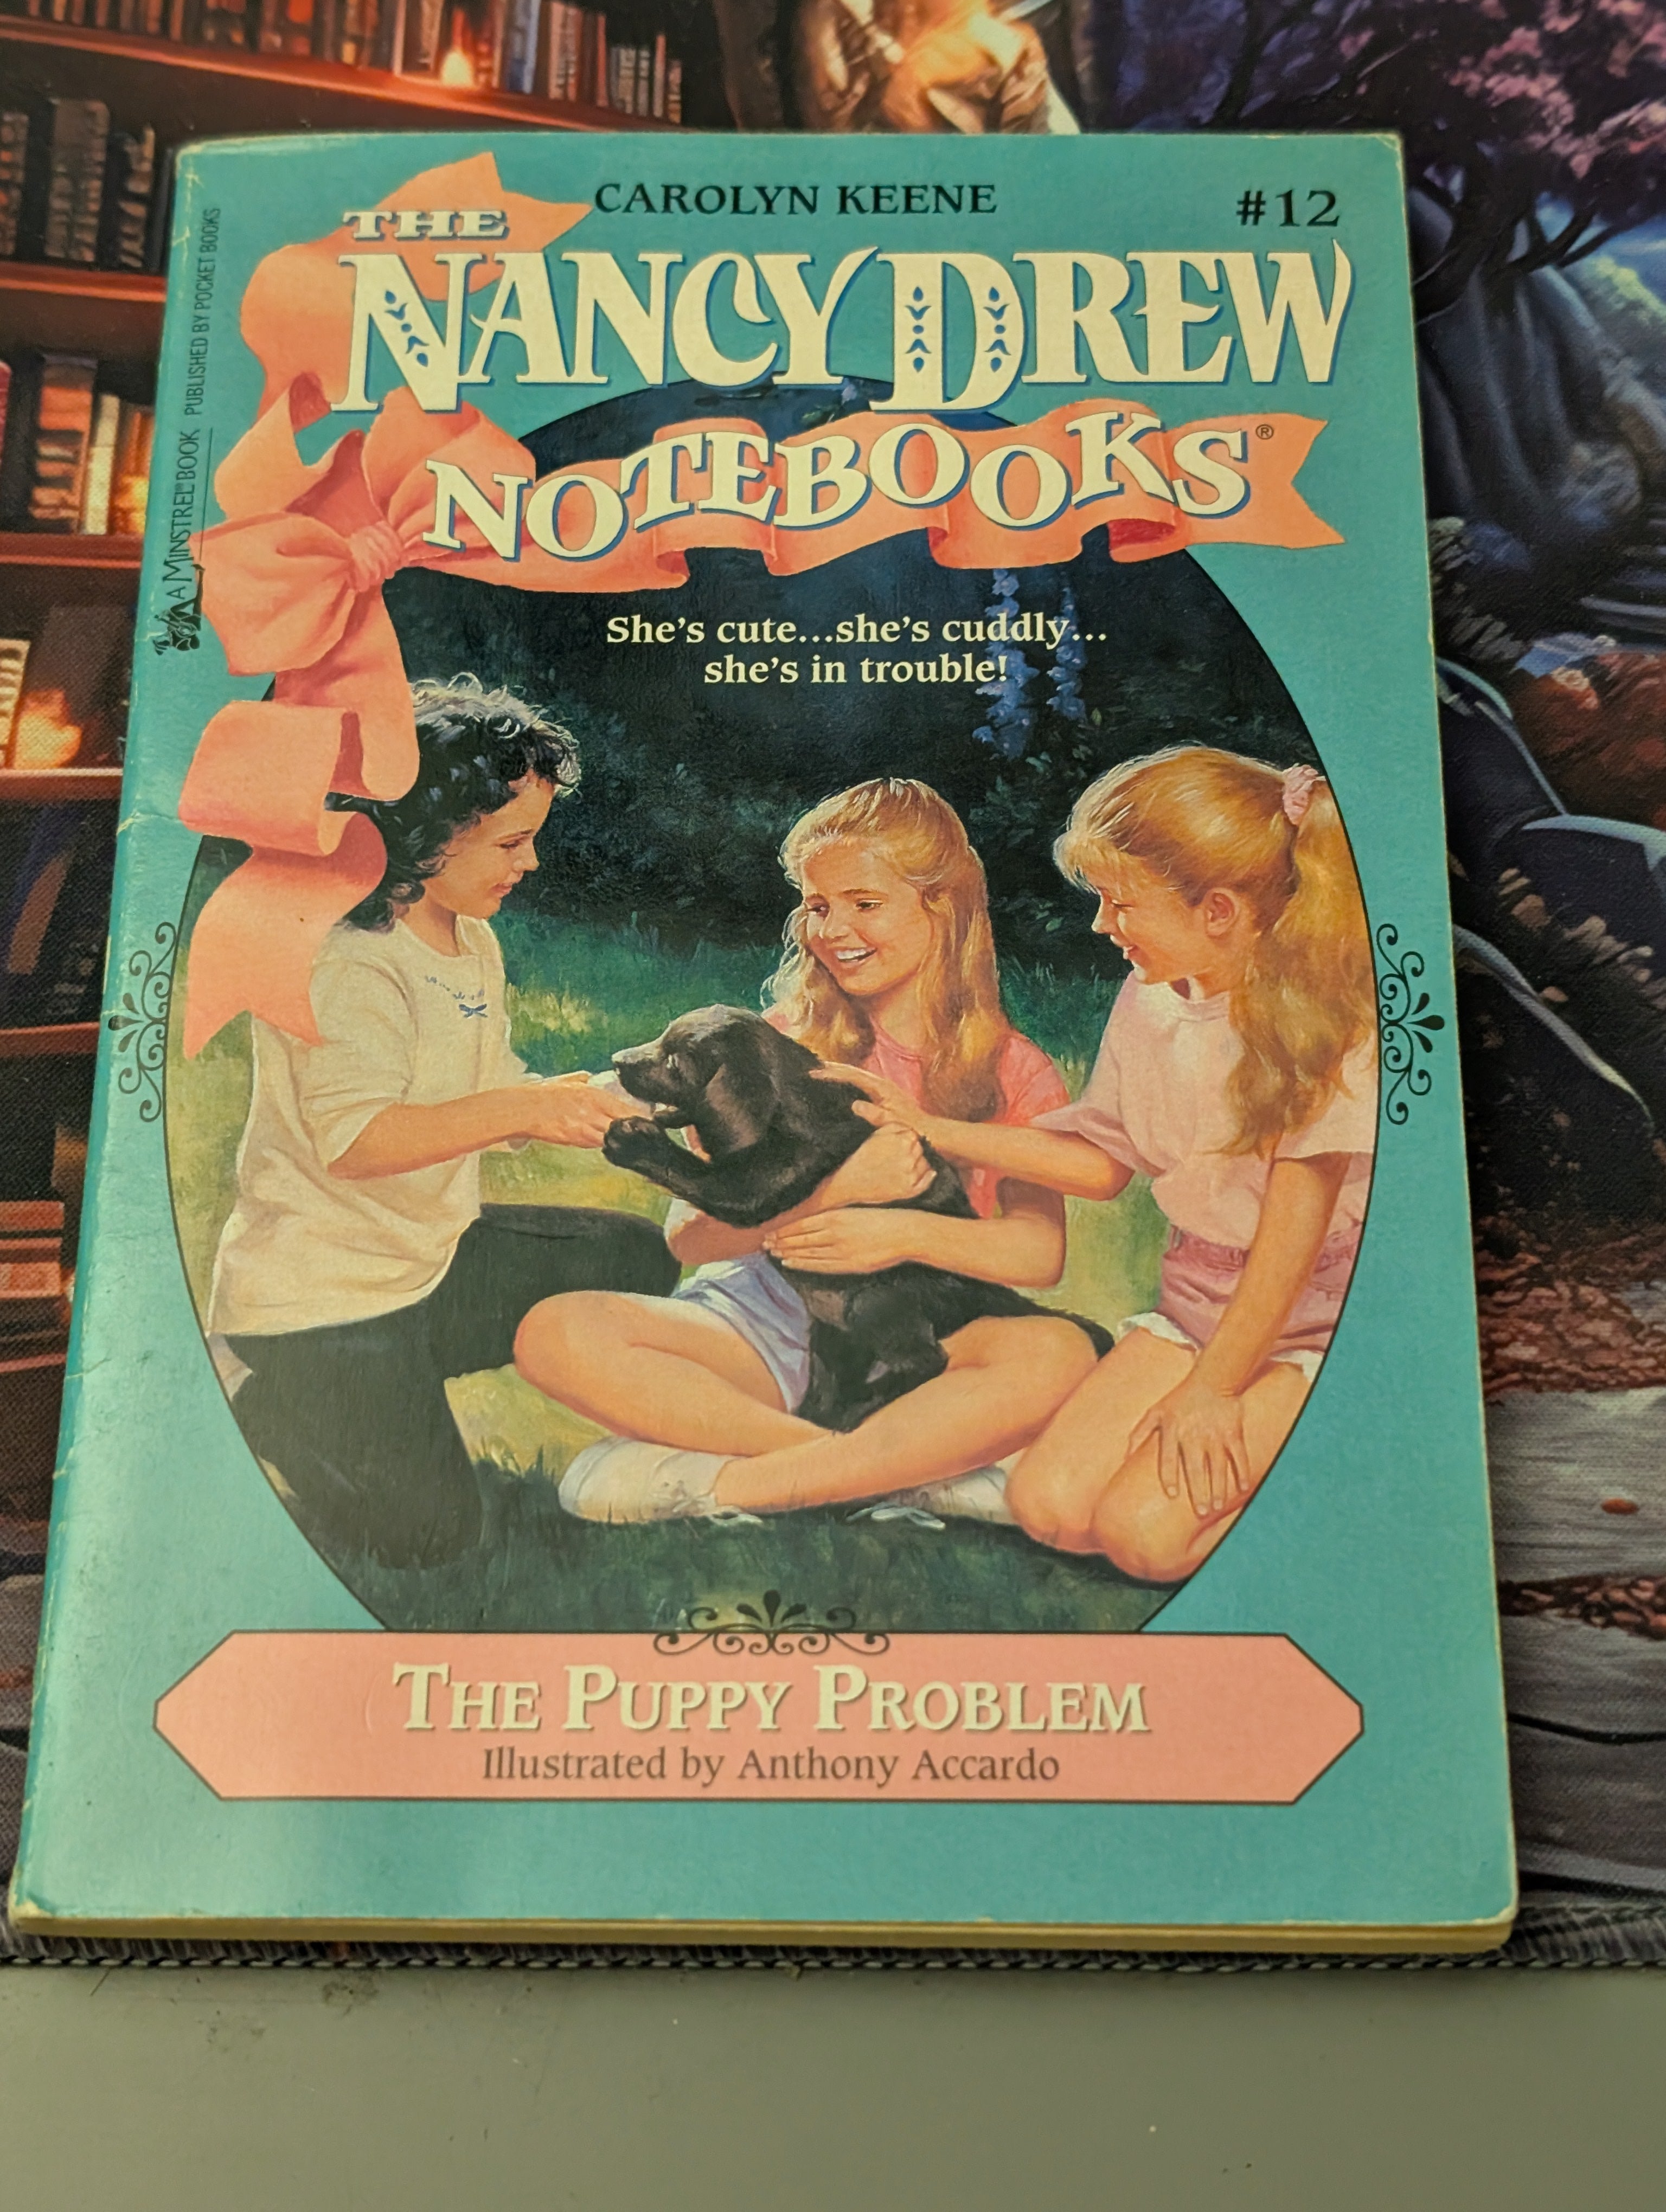 CAROLYN KEENE
#12
THE
NANCY DREW
NOTEBOOKS®
A MINSTREL BOOK PUBLISHED BY POCKET BOOKS
She's cute...she's cuddly...
she's in trouble!
THE PUPPY PROBLEM
Illustrated by Anthony Accardo